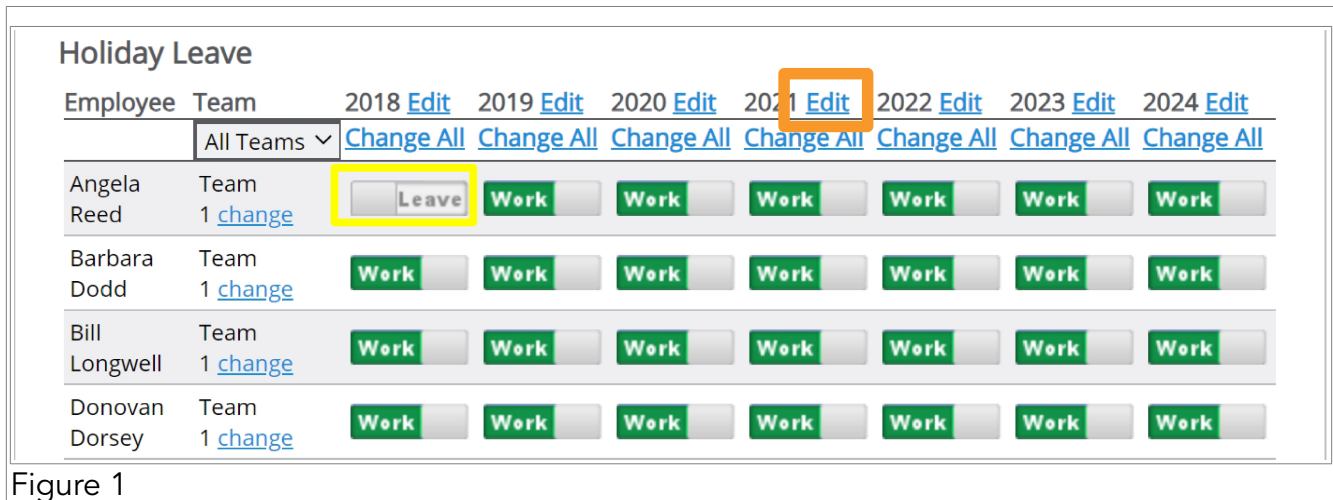 Holiday Leave
Employee Team 2018 Edit 2019 Edit 2020 Edit 2021 Edit 2022 Edit 2023 Edit 2024 Edit
All Teams Change All Change All Change All Change All Change All Change All Change All
Angela Team
Reed 1 change
Leave Work Work Work Work Work Work
Barbara Team
Dodd 1 change
Work Work Work Work Work Work Work
Bill Team
Longwell 1 change
Work Work Work Work Work Work Work
Donovan Team
Dorsey 1 change
Work Work Work Work Work Work Work
Figure 1